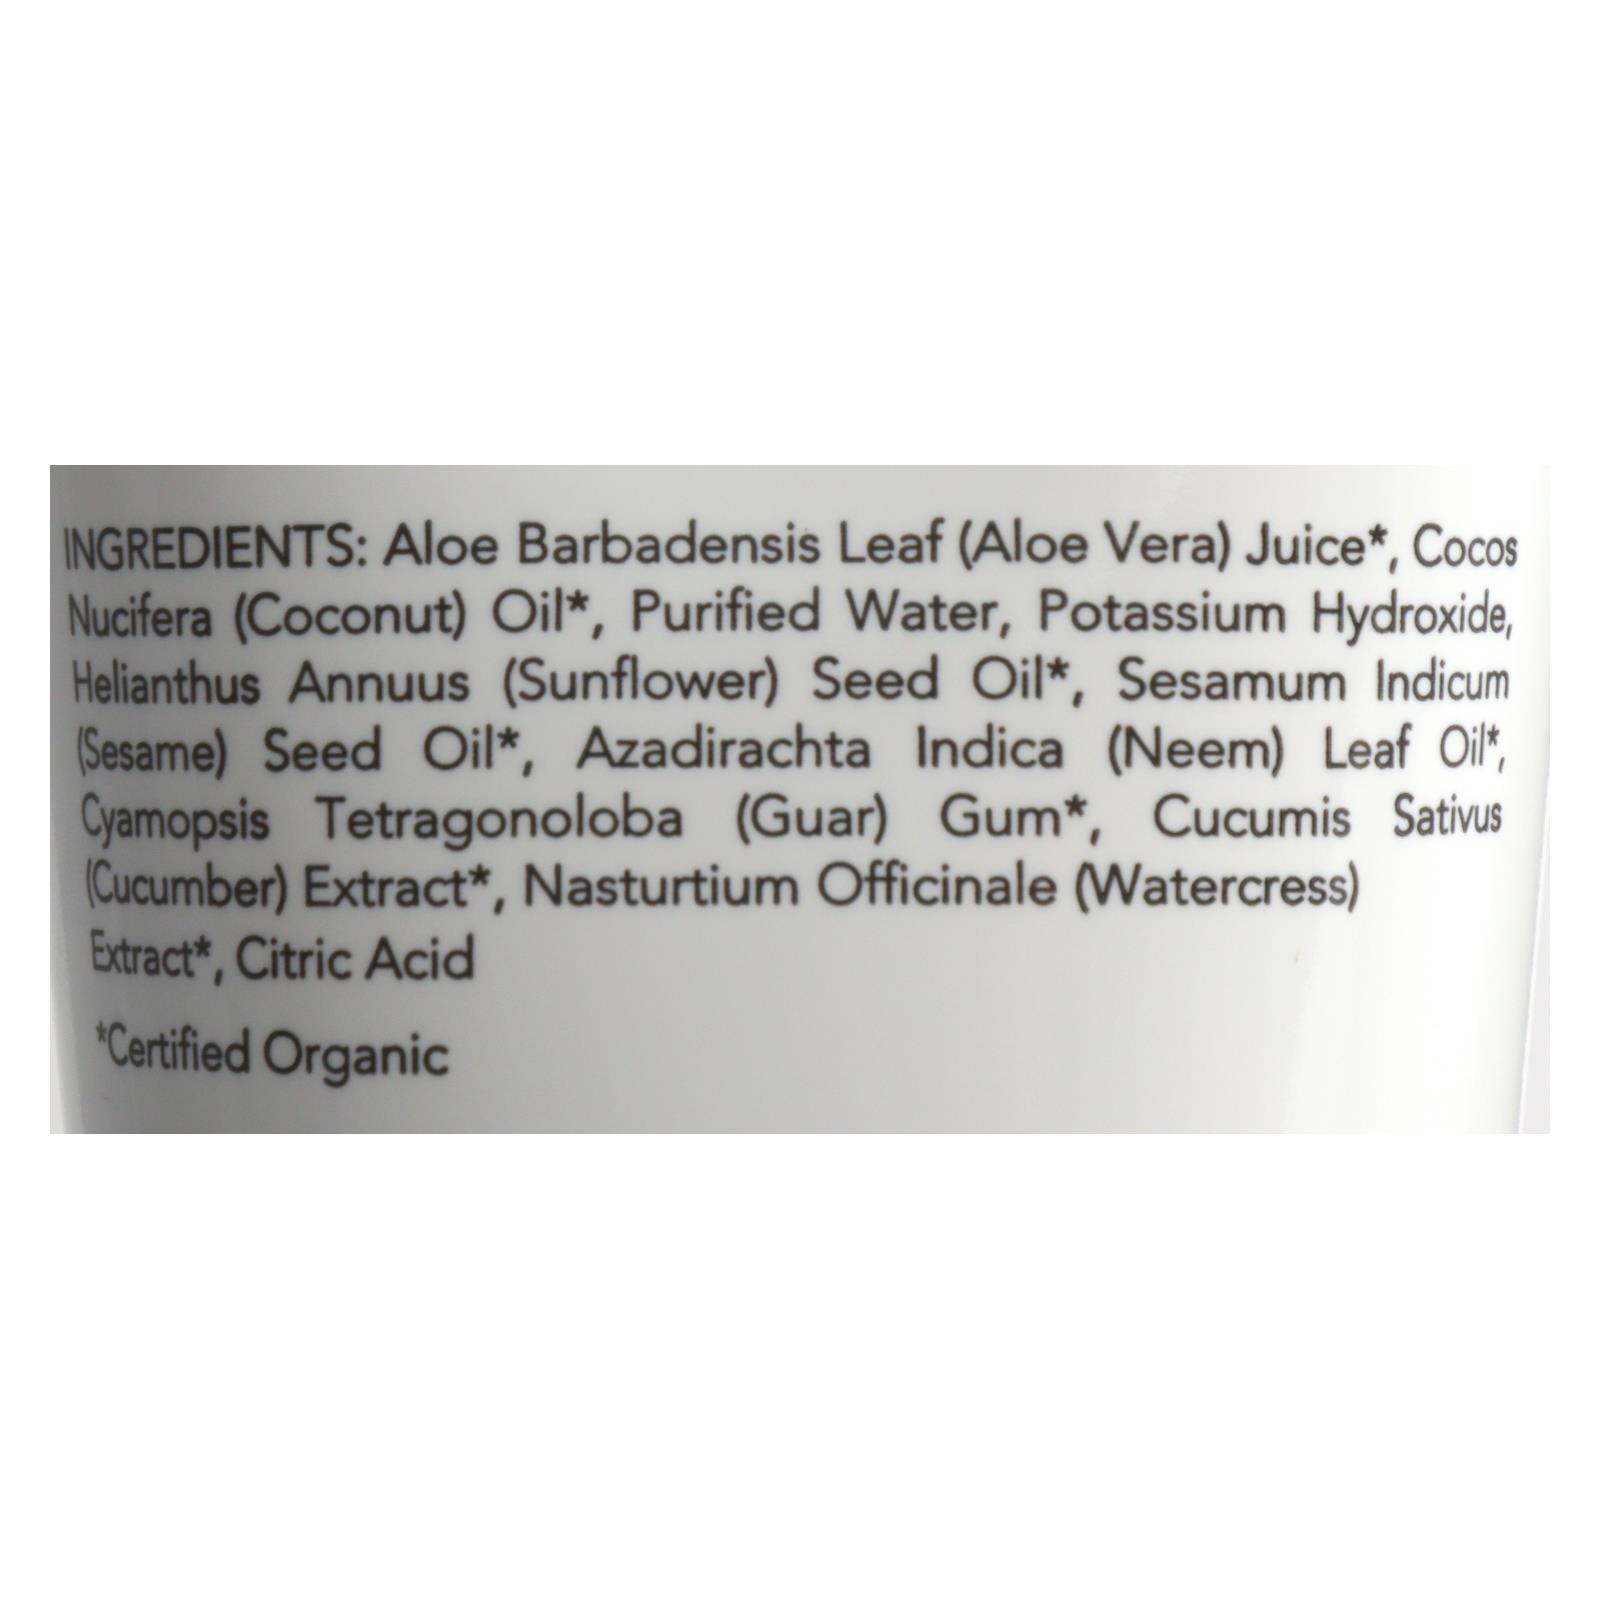 INGREDIENTS: Aloe Barbadensis Leaf (Aloe Vera) Juice*, Cocos
Nucifera (Coconut) Oil*, Purified Water, Potassium Hydroxide,
Helianthus Annuus (Sunflower) Seed Oil*, Sesamum Indicum
(Sesame) Seed Oil*, Azadirachta Indica (Neem) Leaf Oil*,
Cyamopsis Tetragonoloba (Guar) Gum*, Cucumis Sativus
(Cucumber) Extract*, Nasturtium Officinale (Watercress)
Extract*, Citric Acid
*Certified Organic